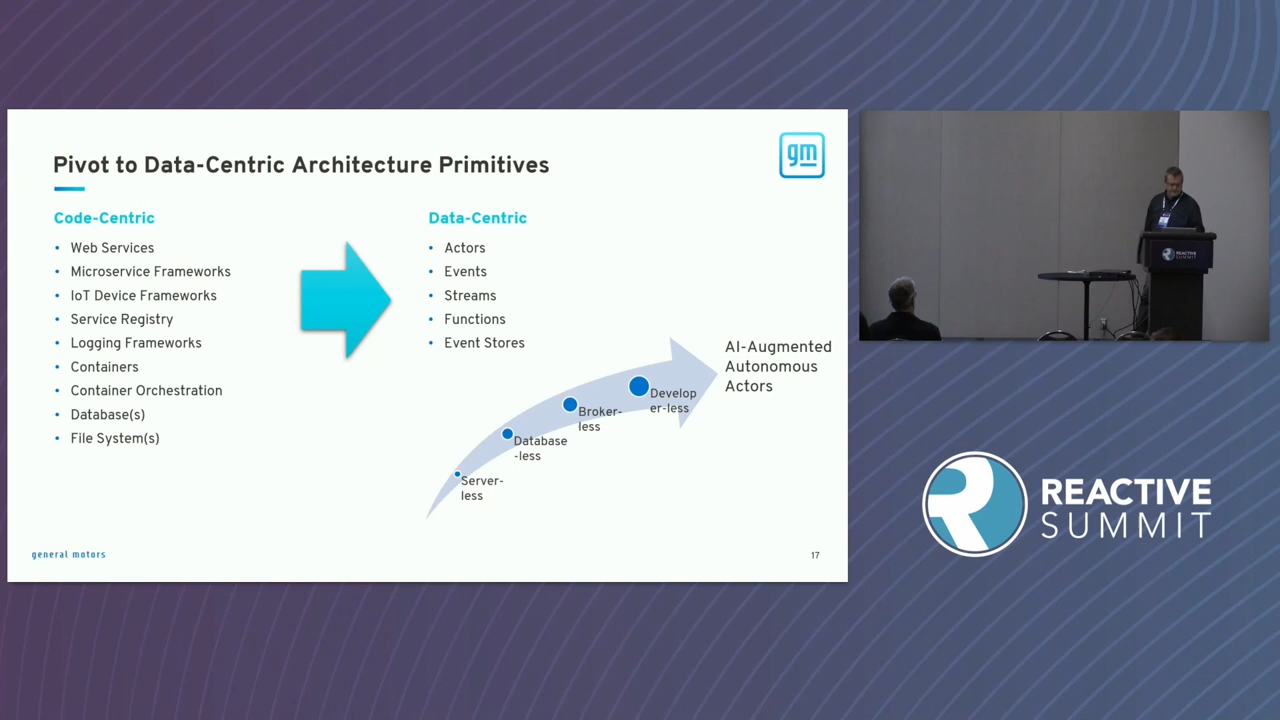 Pivot to Data-Centric Architecture Primitives
gm
Code-Centric
• Web Services
• Microservice Frameworks
• IoT Device Frameworks
• Service Registry
• Logging Frameworks
• Containers
• Container Orchestration
• Database(s)
• File System(s)
Data-Centric
• Actors
• Events
• Streams
• Functions
• Event Stores
Server-
less
Database
-less
Broker-
less
Develop
er-less
AI-Augmented
Autonomous
Actors
general motors
17
REACTIVE
SUMMIT
REACTIVE
SUMMIT